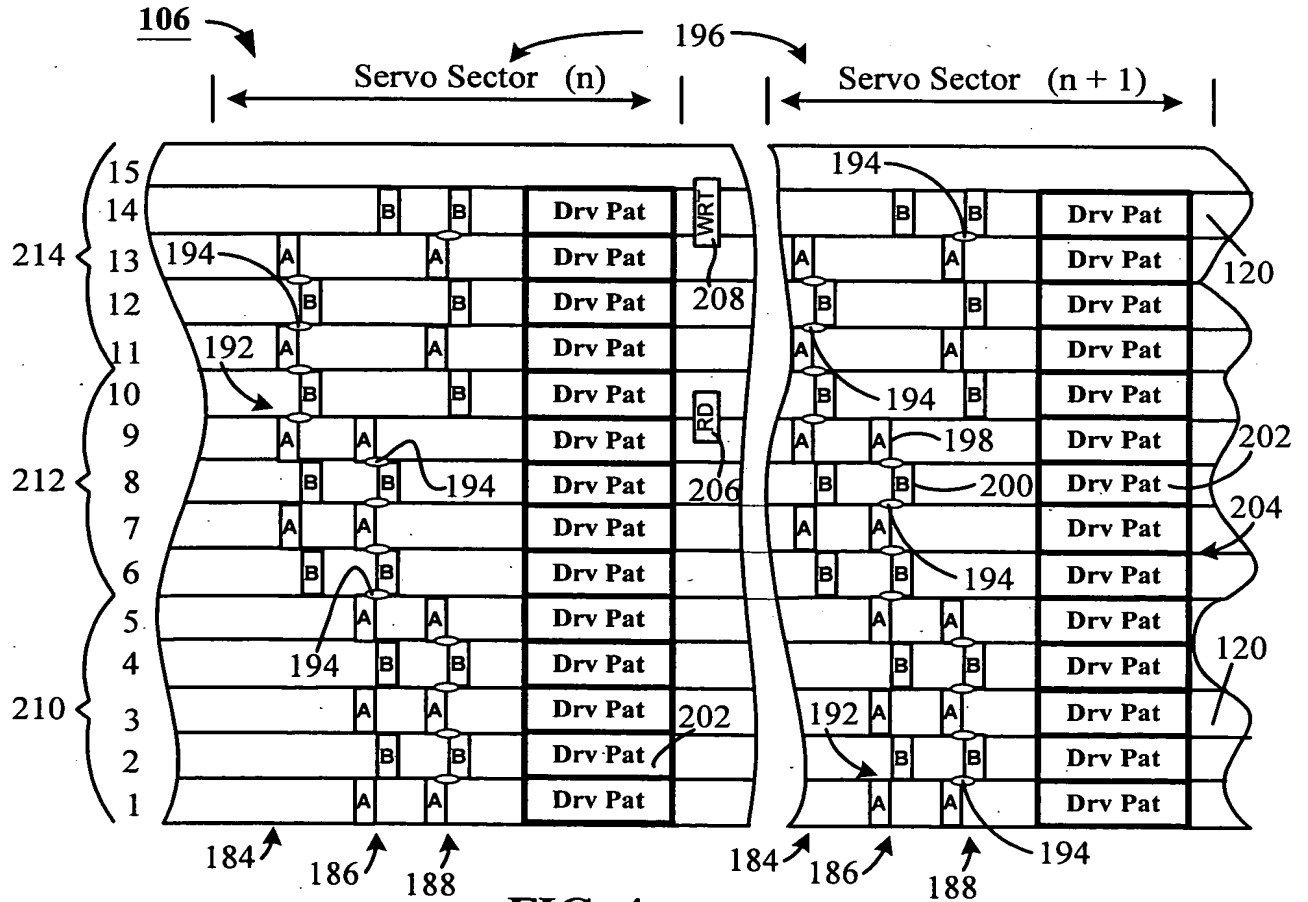 106
196
Servo Sector (n)
Servo Sector (n + 1)
15
194
14 B B Drv Pat WRT B B Drv Pat
214 13 194 A A Drv Pat A A Drv Pat 120
208
12 B B Drv Pat B B Drv Pat
11 192 A A Drv Pat A A Drv Pat
10 B B Drv Pat RD B 194 B Drv Pat
9 A A Drv Pat A A 198 Drv Pat 202
212 8 B B 194 Drv Pat 206 B B 200 Drv Pat
7 A A Drv Pat A A Drv Pat 204
6 B B Drv Pat B B 194 Drv Pat
5 A A Drv Pat A A Drv Pat
4 194 B B Drv Pat B B Drv Pat 120
210 3 A A Drv Pat 202 192 A A Drv Pat
2 B B Drv Pat B B Drv Pat
1 A A Drv Pat A A Drv Pat
184 186 188 184 186 188 194